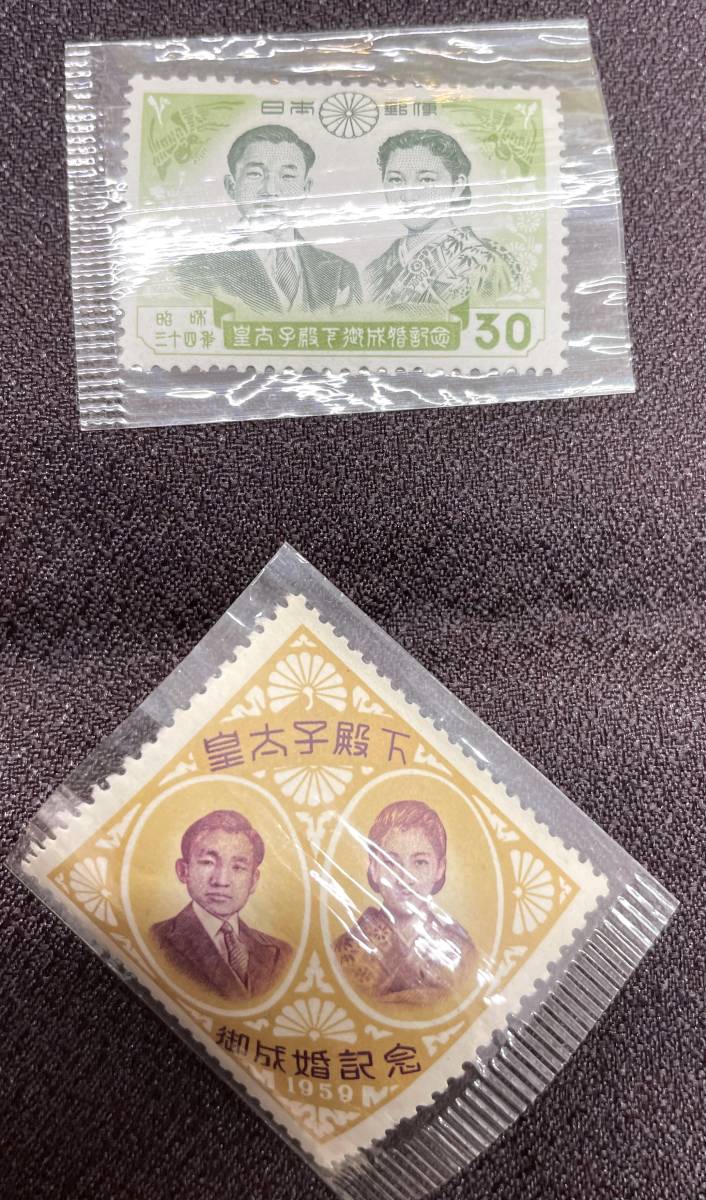 日本郵便
昭和
三十四年
皇太子殿下御成婚記念
30
皇太子殿下
御成婚記念
1959